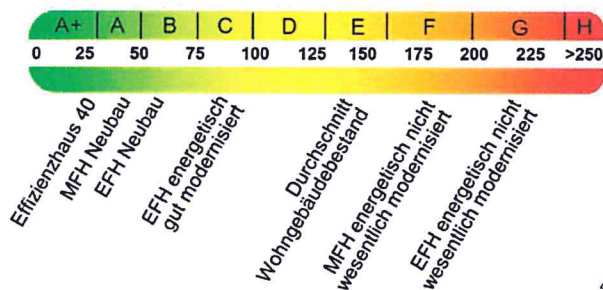 A+ A B C D E F G H
0 25 50 75 100 125 150 175 200 225 >250
Effizienzhaus 40
MFH Neubau
EFH Neubau
EFH energetisch
gut modernisiert
Durchschnitt
Wohngebäudebestand
MFH energetisch nicht
wesentlich modernisiert
EFH energetisch nicht
wesentlich modernisiert